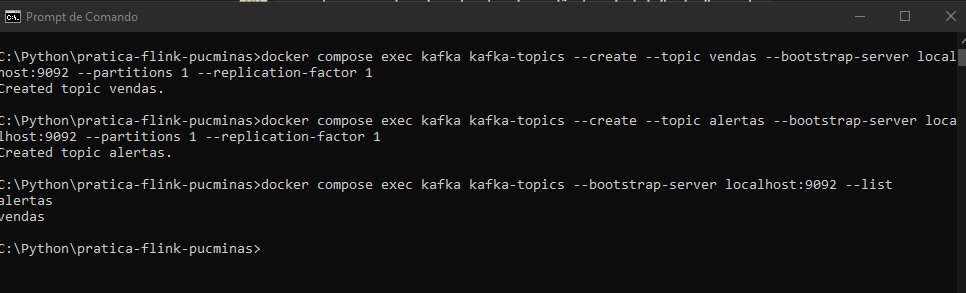 Prompt de Comando
C:\Python\pratica-flink-pucminas>docker compose exec kafka kafka-topics --create --topic vendas --bootstrap-server local
host:9092 --partitions 1 --replication-factor 1
Created topic vendas.
C:\Python\pratica-flink-pucminas>docker compose exec kafka kafka-topics --create --topic alertas --bootstrap-server loca
lhost:9092 --partitions 1 --replication-factor 1
Created topic alertas.
C:\Python\pratica-flink-pucminas>docker compose exec kafka kafka-topics --bootstrap-server localhost:9092 --list
alertas
vendas
C:\Python\pratica-flink-pucminas>